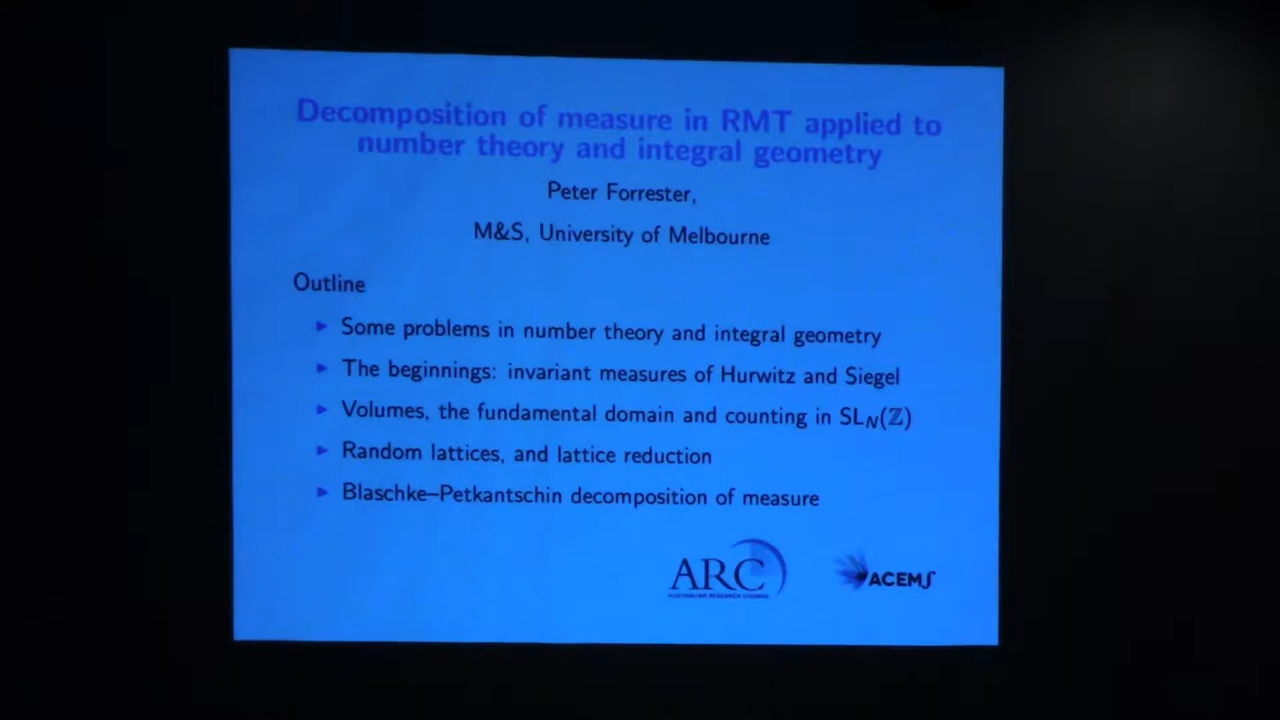 Decomposition of measure in RMT applied to
number theory and integral geometry
Peter Forrester,
M&S, University of Melbourne
Outline
Some problems in number theory and integral geometry
The beginnings: invariant measures of Hurwitz and Siegel
Volumes, the fundamental domain and counting in SL_N(ℤ)
Random lattices, and lattice reduction
Blaschke–Petkantschin decomposition of measure
ARC
AUSTRALIAN RESEARCH COUNCIL
ACEMS